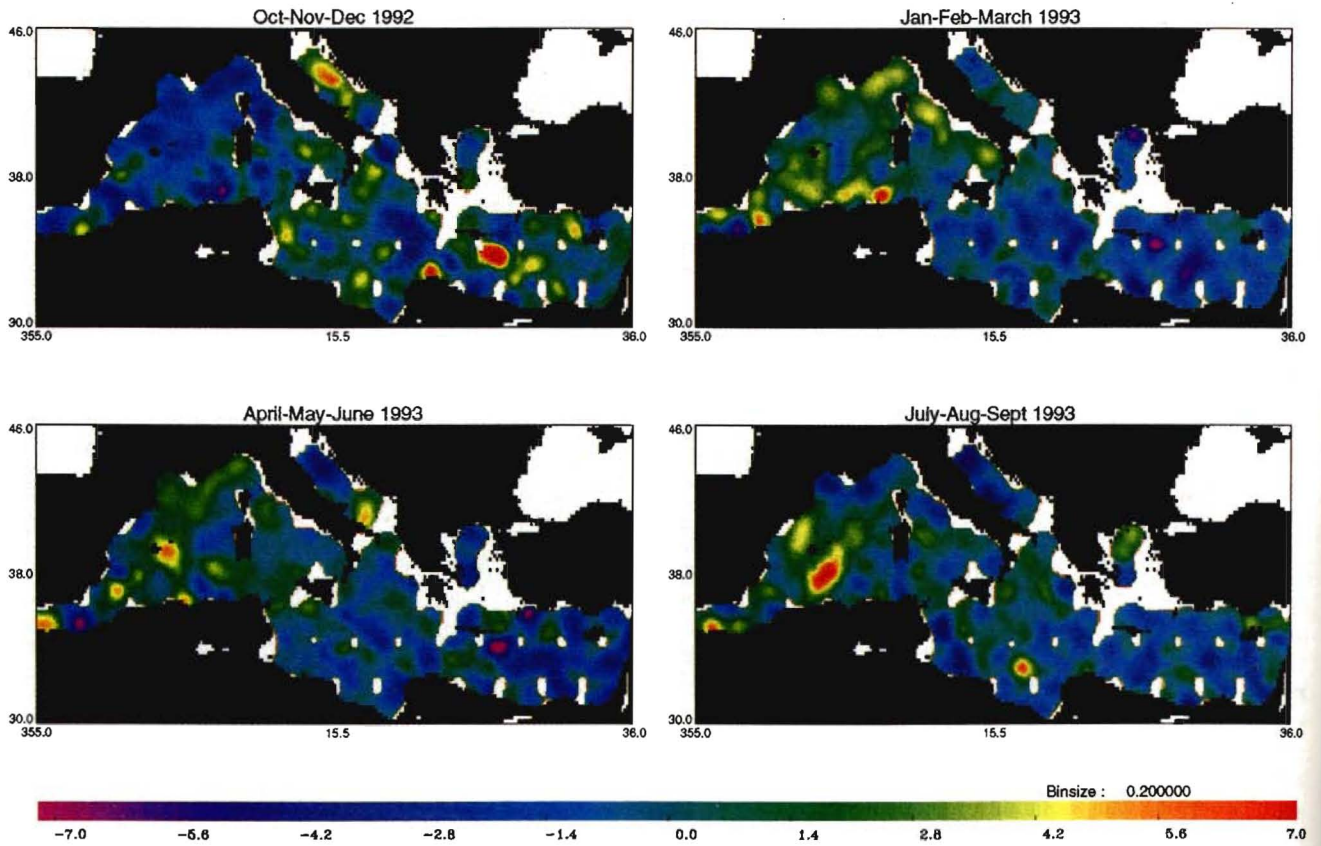 Oct-Nov-Dec 1992
Jan-Feb-March 1993
46.0
38.0
30.0
355.0 15.5 36.0
46.0
38.0
30.0
355.0 15.5 36.0
April-May-June 1993
July-Aug-Sept 1993
46.0
38.0
30.0
355.0 15.5 36.0
46.0
38.0
30.0
355.0 15.5 36.0
Binsize : 0.200000
-7.0 -5.6 -4.2 -2.8 -1.4 0.0 1.4 2.8 4.2 5.6 7.0